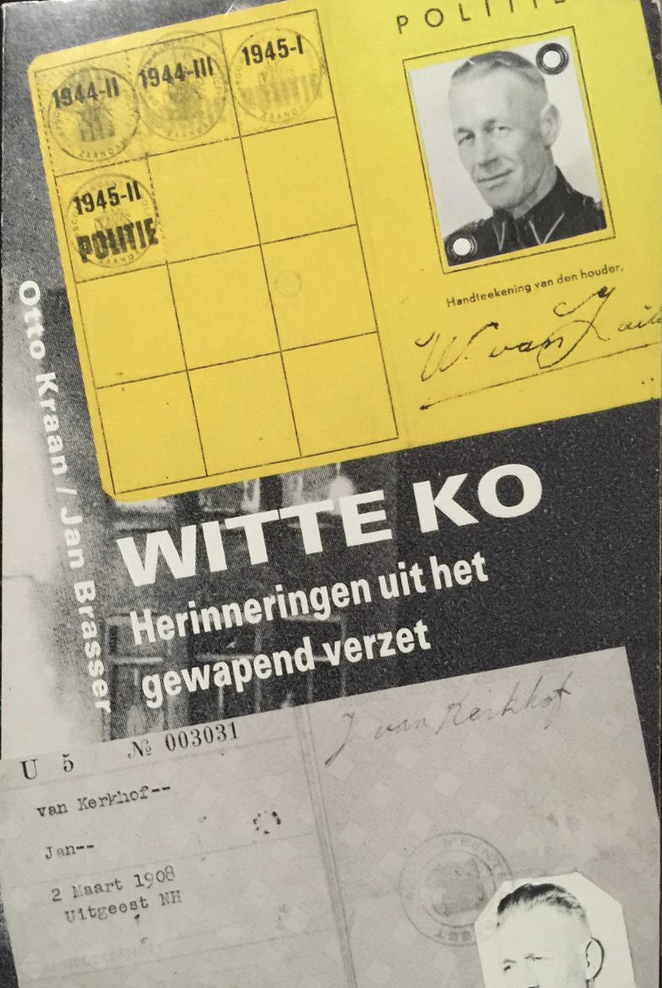 POLITIE
1944-II
1944-III
1945-I
1945-II
POLITIE
Handteekening van den houder,
W. van
Otto Kraan / Jan Brasser
WITTE KO
Herinneringen uit het
gewapend verzet
U 5 № 003031
J van Kerkhof
van Kerkhof--
Jan--
2 Maart 1908
Uitgeest NH